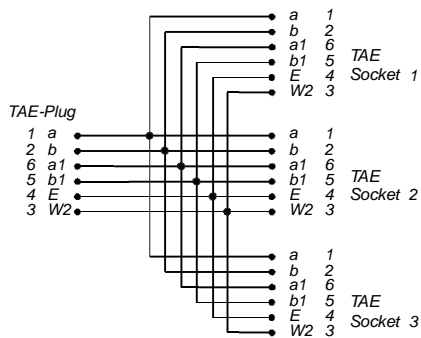 a 1
b 2
a1 6
b1 5
E 4
W2 3
TAE
Socket 1
TAE-Plug
1 a
2 b
6 a1
5 b1
4 E
3 W2
a 1
b 2
a1 6
b1 5
E 4
W2 3
TAE
Socket 2
a 1
b 2
a1 6
b1 5
E 4
W2 3
TAE
Socket 3